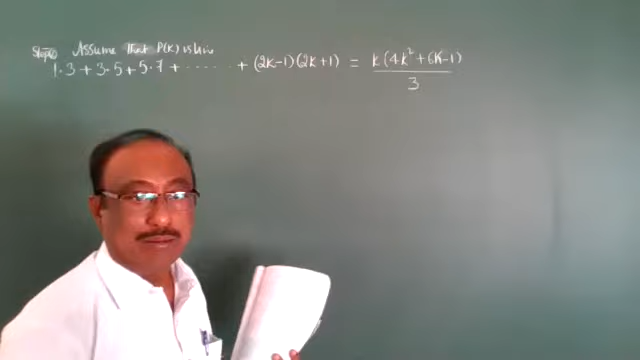 Step② Assume that P(K) is true
1·3 + 3·5 + 5·7 + ······ + (2K−1)(2K+1) = K(4K² + 6K−1) / 3